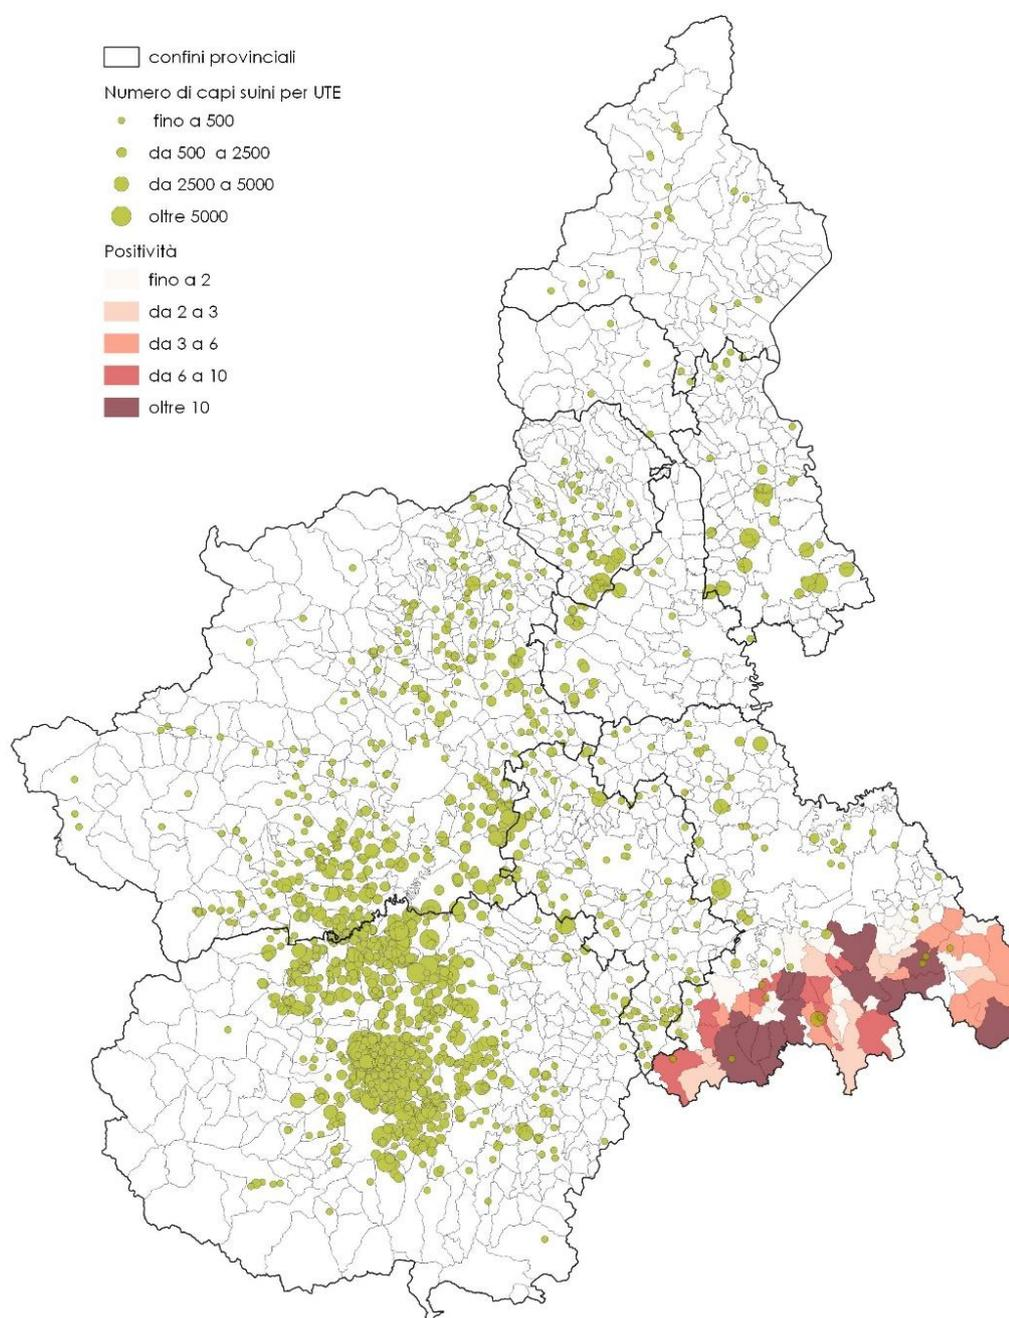 confini provinciali
Numero di capi suini per UTE
fino a 500
da 500 a 2500
da 2500 a 5000
oltre 5000
Positività
fino a 2
da 2 a 3
da 3 a 6
da 6 a 10
oltre 10